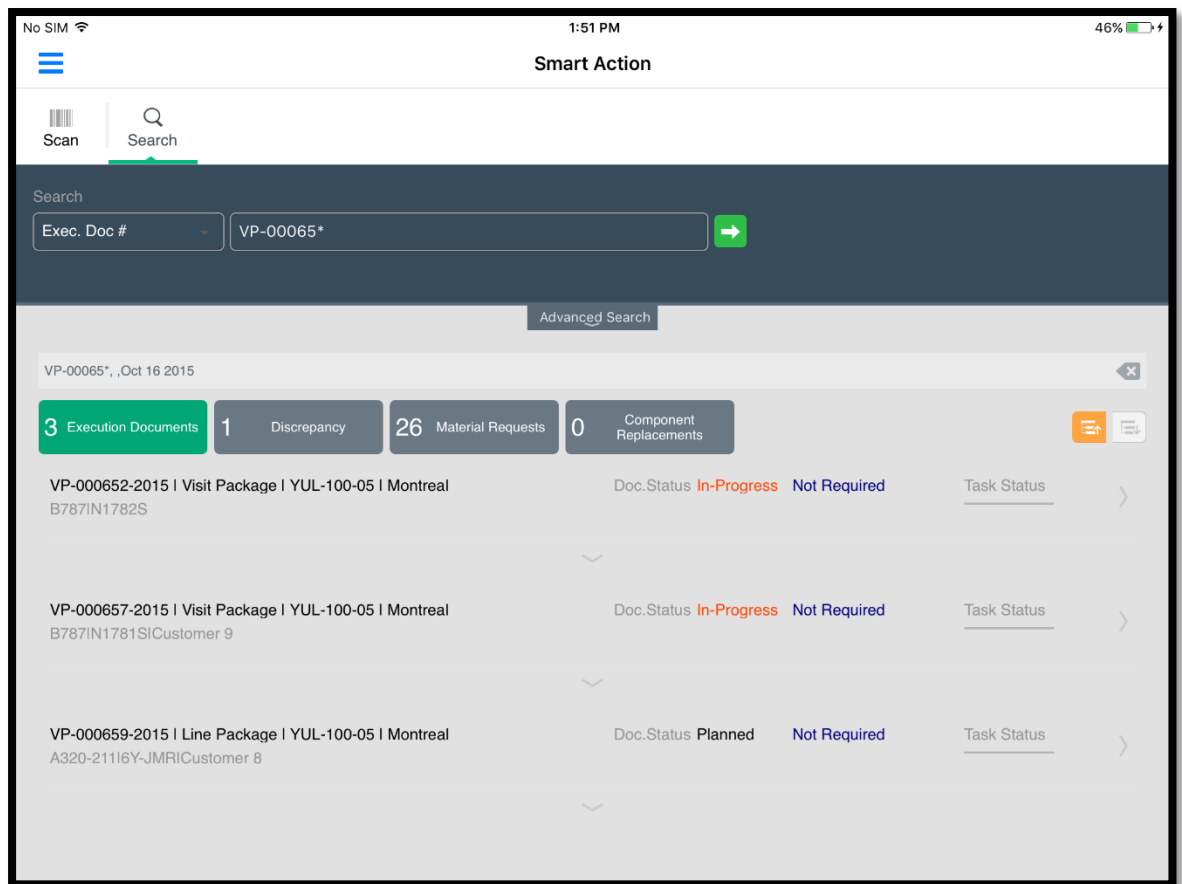 No SIM 1:51 PM 46%
Smart Action
Scan Search
Search
Exec. Doc # VP-00065*
Advanced Search
VP-00065*, ,Oct 16 2015
3 Execution Documents 1 Discrepancy 26 Material Requests 0 Component Replacements
VP-000652-2015 | Visit Package | YUL-100-05 | Montreal Doc.Status In-Progress Not Required Task Status
B787|N1782S
VP-000657-2015 | Visit Package | YUL-100-05 | Montreal Doc.Status In-Progress Not Required Task Status
B787|N1781S|Customer 9
VP-000659-2015 | Line Package | YUL-100-05 | Montreal Doc.Status Planned Not Required Task Status
A320-211|6Y-JMR|Customer 8